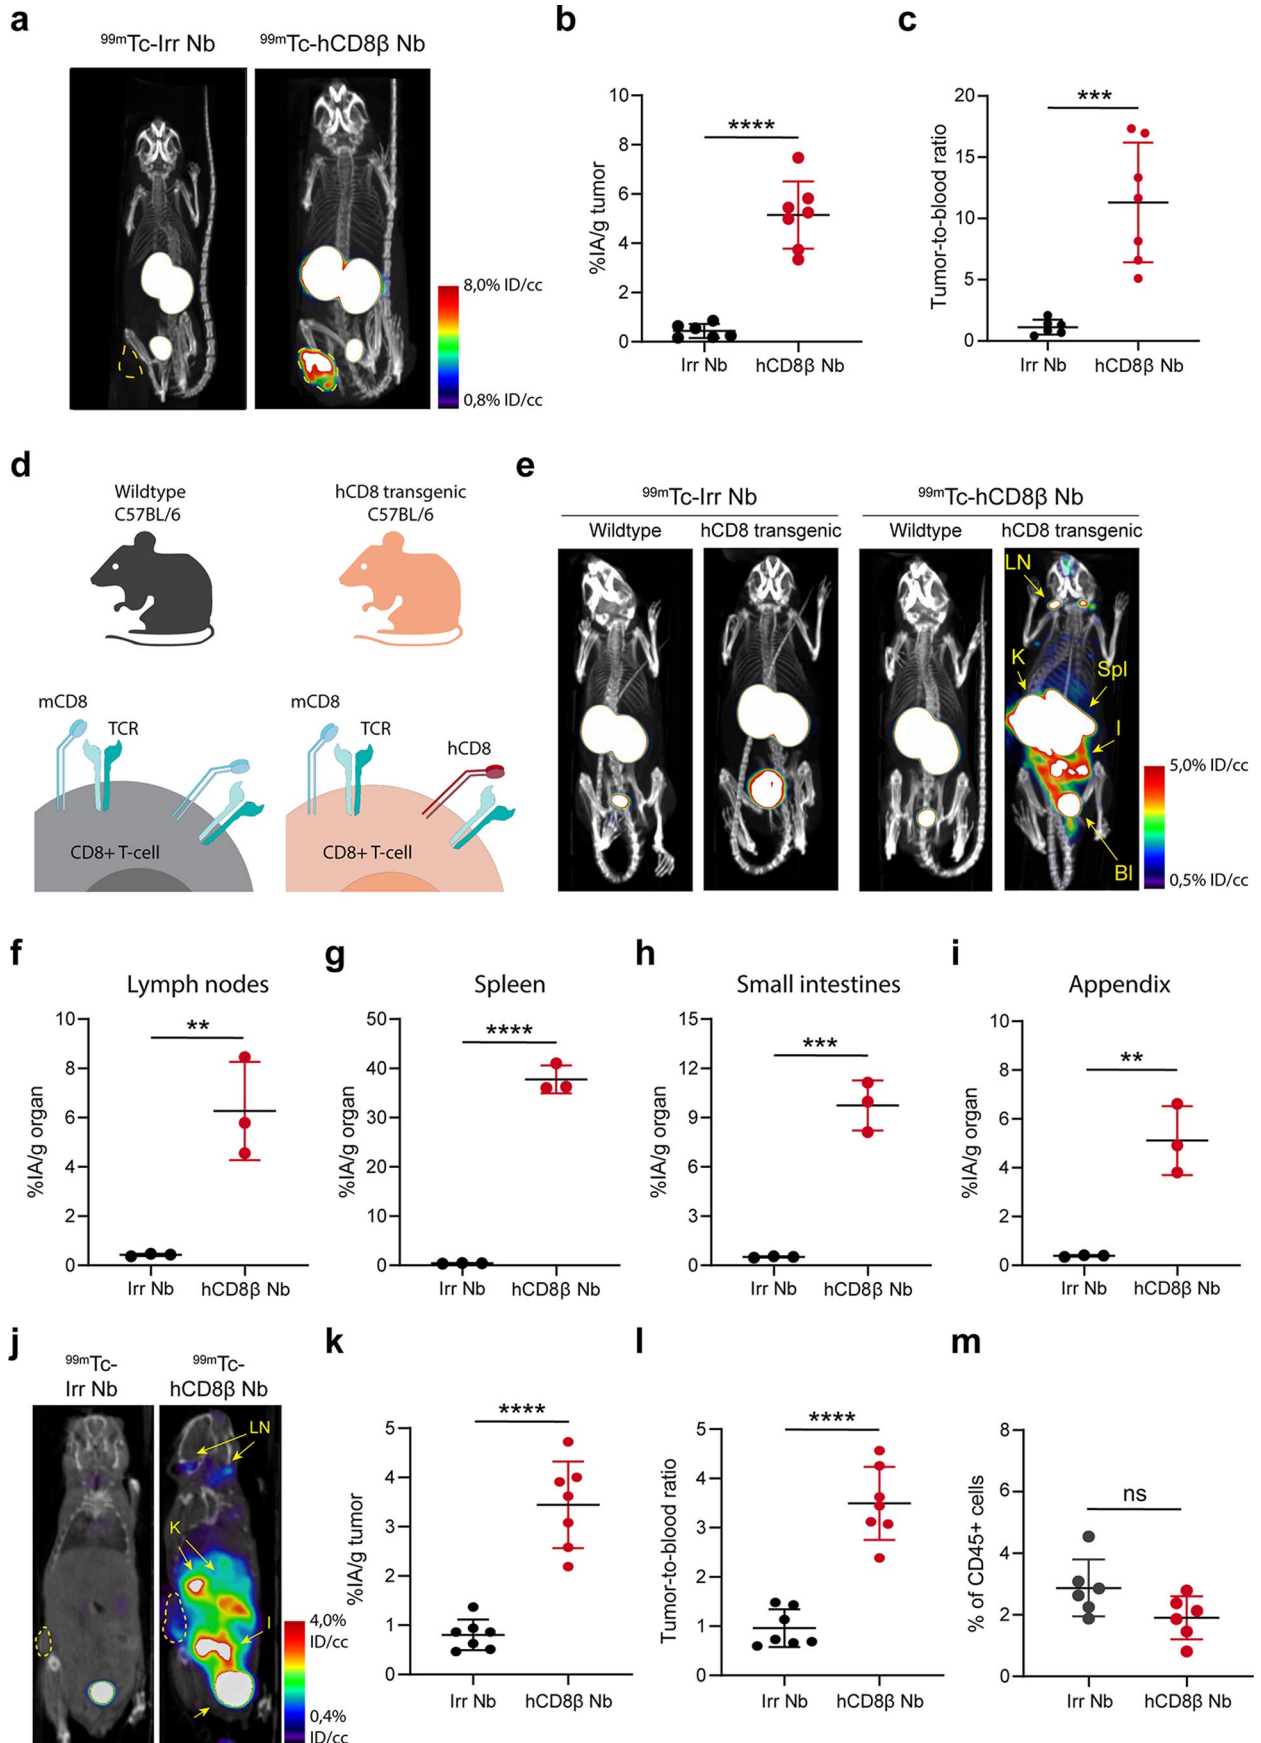 a
99mTc-Irr Nb
99mTc-hCD8β Nb
8,0% ID/cc
0,8% ID/cc
b
%IA/g tumor
10
8
6
4
2
0
****
Irr Nb
hCD8β Nb
c
Tumor-to-blood ratio
20
15
10
5
0
***
Irr Nb
hCD8β Nb
d
Wildtype
C57BL/6
hCD8 transgenic
C57BL/6
mCD8
TCR
CD8+ T-cell
mCD8
TCR
hCD8
CD8+ T-cell
e
99mTc-Irr Nb
99mTc-hCD8β Nb
Wildtype
hCD8 transgenic
Wildtype
hCD8 transgenic
LN
K
Spl
I
Bl
5,0% ID/cc
0,5% ID/cc
f
Lymph nodes
%IA/g organ
10
8
6
4
2
0
**
Irr Nb
hCD8β Nb
g
Spleen
%IA/g organ
50
40
30
20
10
0
****
Irr Nb
hCD8β Nb
h
Small intestines
%IA/g organ
15
12
9
6
3
0
***
Irr Nb
hCD8β Nb
i
Appendix
%IA/g organ
10
8
6
4
2
0
**
Irr Nb
hCD8β Nb
j
99mTc-
Irr Nb
99mTc-
hCD8β Nb
LN
K
I
4,0%
ID/cc
0,4%
ID/cc
k
%IA/g tumor
5
4
3
2
1
0
****
Irr Nb
hCD8β Nb
l
Tumor-to-blood ratio
5
4
3
2
1
0
****
Irr Nb
hCD8β Nb
m
% of CD45+ cells
8
6
4
2
0
ns
Irr Nb
hCD8β Nb